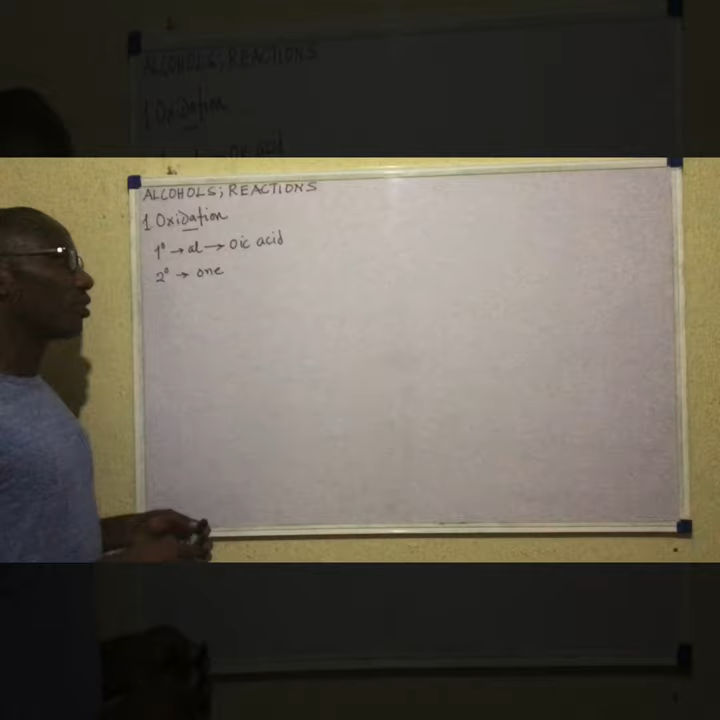 ALCOHOLS; REACTIONS
1 Oxidation
1° → al → oic acid
2° → one